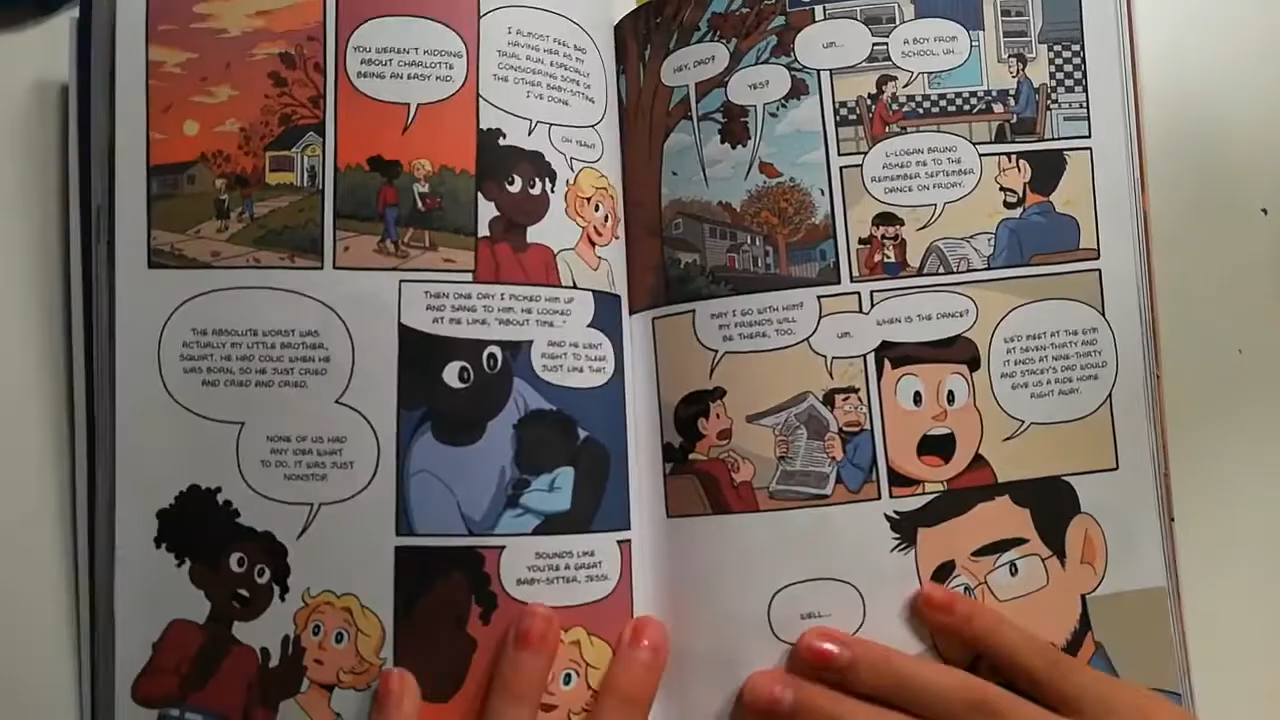 YOU WEREN'T KIDDING
ABOUT CHARLOTTE
BEING AN EASY KID.
I ALMOST FEEL BAD
HAVING HER AS MY
TRIAL RUN, ESPECIALLY
CONSIDERING SOME OF
THE OTHER BABY-SITTING
I'VE DONE.
OH YEAH?
THE ABSOLUTE WORST WAS
ACTUALLY MY LITTLE BROTHER,
SQUIRT. HE HAD COLIC WHEN HE
WAS BORN, SO HE JUST CRIED
AND CRIED AND CRIED.
NONE OF US HAD
ANY IDEA WHAT
TO DO. IT WAS JUST
NONSTOP.
THEN ONE DAY I PICKED HIM UP
AND SANG TO HIM. HE LOOKED
AT ME LIKE, "ABOUT TIME..."
AND HE WENT
RIGHT TO SLEEP,
JUST LIKE THAT.
SOUNDS LIKE
YOU'RE A GREAT
BABY-SITTER, JESSI.
HEY, DAD?
YES?
UM...
A BOY FROM
SCHOOL, UH...
L-LOGAN BRUNO
ASKED ME TO THE
REMEMBER SEPTEMBER
DANCE ON FRIDAY.
MAY I GO WITH HIM?
MY FRIENDS WILL
BE THERE, TOO.
UM.
WHEN IS THE DANCE?
WE'D MEET AT THE GYM
AT SEVEN-THIRTY AND
IT ENDS AT NINE-THIRTY
AND STACEY'S DAD WOULD
GIVE US A RIDE HOME
RIGHT AWAY.
WELL...